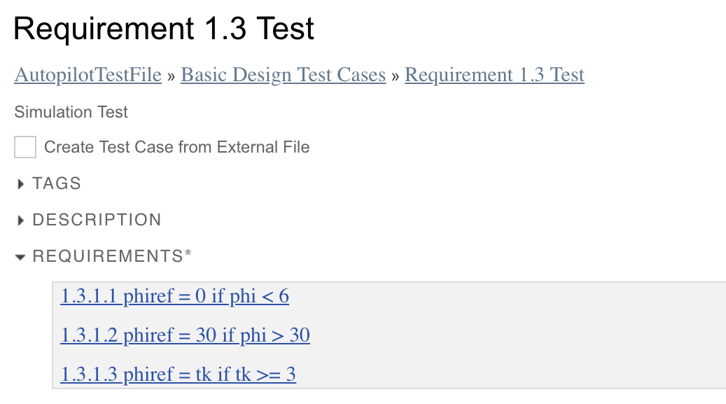 Requirement 1.3 Test
AutopilotTestFile » Basic Design Test Cases » Requirement 1.3 Test
Simulation Test
Create Test Case from External File
TAGS
DESCRIPTION
REQUIREMENTS*
1.3.1.1 phiref = 0 if phi < 6
1.3.1.2 phiref = 30 if phi > 30
1.3.1.3 phiref = tk if tk >= 3